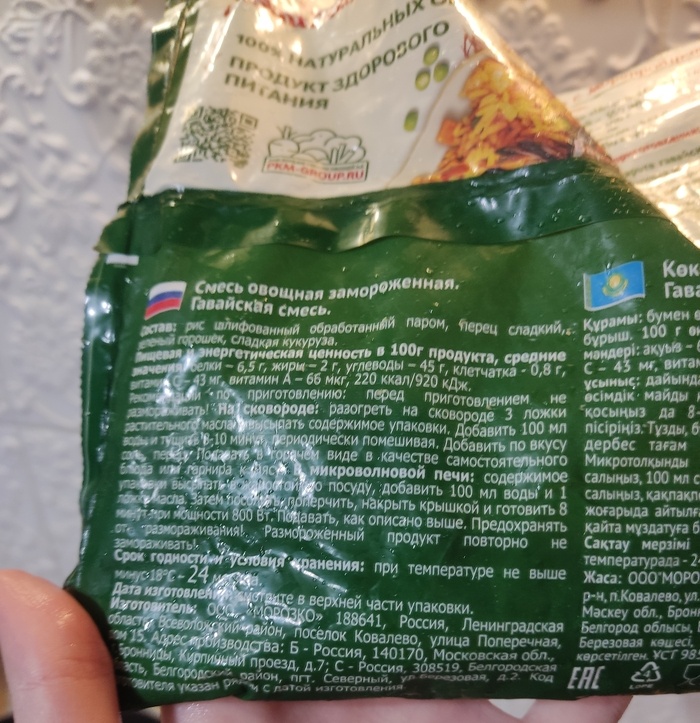 100% НАТУРАЛЬНЫХ
ПРОДУКТ ЗДОРОВОГО
ПИТАНИЯ
PKM-GROUP.RU
Смесь овощная замороженная.
Гавайская смесь.
Состав: рис шлифованный обработанный паром, перец сладкий,
зеленый горошек, сладкая кукуруза.
Пищевая и энергетическая ценность в 100г продукта, средние
значения: белки – 6,5 г, жиры – 2 г, углеводы – 45 г, клетчатка - 0,8 г,
витамин С – 43 мг, витамин А – 66 мкг, 220 ккал/920 кДж.
Рекомендации по приготовлению: перед приготовлением не
размораживать! На сковороде: разогреть на сковороде 3 ложки
растительного масла, высыпать содержимое упаковки. Добавить 100 мл
воды и тушить 8-10 минут, периодически помешивая. Добавить по вкусу
соль, перец. Подавать в горячем виде в качестве самостоятельного
блюда или гарнира к мясу. В микроволновой печи: содержимое
упаковки высыпать в жаростойкую посуду, добавить 100 мл воды и 1
ложку масла. Затем посолить, поперчить, накрыть крышкой и готовить 8
минут при мощности 800 Вт. Подавать, как описано выше. Предохранять
от размораживания! Размороженный продукт повторно не
замораживать!
Срок годности и условия хранения: при температуре не выше
минус 18°С – 24 месяца.
Дата изготовления: смотрите в верхней части упаковки.
Изготовитель: ООО «МОРОЗКО» 188641, Россия, Ленинградская
область, Всеволожский район, поселок Ковалево, улица Поперечная,
дом 15. Адрес производства: Б - Россия, 140170, Московская обл.,
г. Бронницы, Кирпичный проезд, д.7; С - Россия, 308519, Белгородская
область, Белгородский район, пгт. Северный, ул. Березовая, д.2. Код
изготовителя указан рядом с датой изготовления.
Құрамы: бумен
бұрыш. 100 г
мәндері: ақуыз -
С – 43 мг,
ұсыныс:
өсімдік майды
қосыңыз да
пісіріңіз. Тұзды,
дербес тағам
Микротолқынды
салыңыз, 100 мл
салыңыз,
жоғарыда
қайта мұздатуға
Сақтау мерзімі
температурада -
Жаса: ООО"МОРО
р-н, п.Ковалево, ул.
Мәскеу обл.,
Белгород облысы,
Березовая көшесі,
көрсетілген. УСТ
EAC